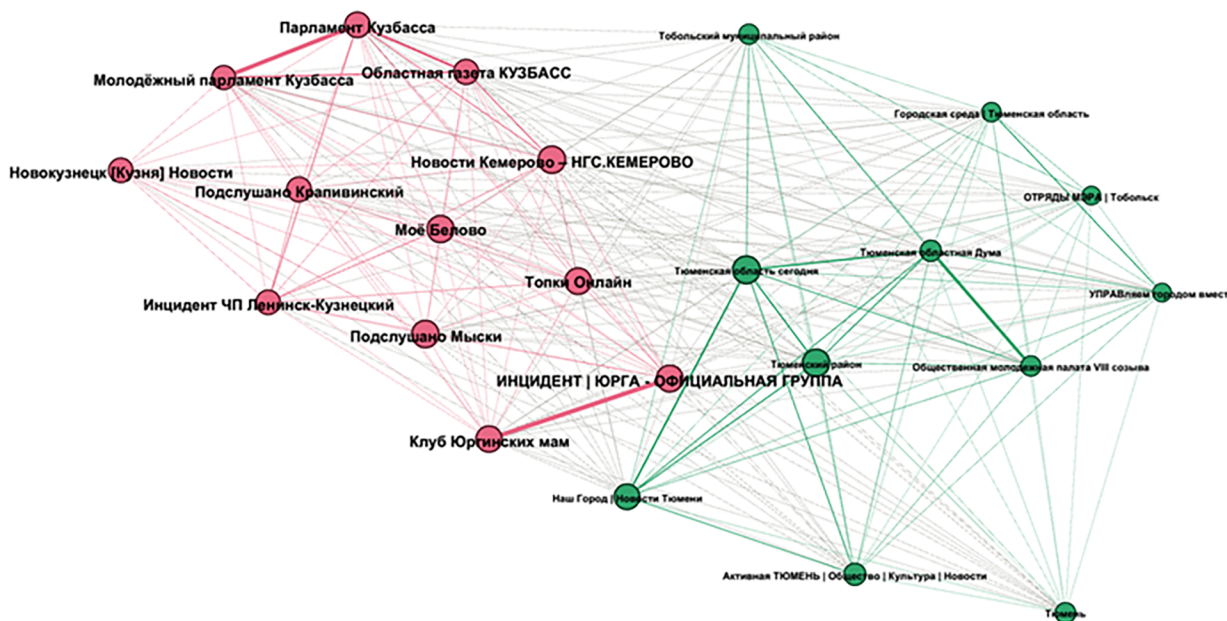 Парламент Кузбасса
Тобольский муниципальный район
Областная газета КУЗБАСС
Молодёжный парламент Кузбасса
Городская среда | Тюменская область
Новости Кемерово – НГС.КЕМЕРОВО
Новокузнецк [Кузня] Новости
Подслушано Крапивинский
ОТРЯДЫ МЭРА | Тобольск
Моё Белово
Тюменская областная Дума
Тюменская область сегодня
Топки Онлайн
УПРАВляем городом вмест
Инцидент ЧП Ленинск-Кузнецкий
Подслушано Мыски
Тюменский район
Общественная молодежная палата VIII созыва
ИНЦИДЕНТ | ЮРГА - ОФИЦИАЛЬНАЯ ГРУППА
Клуб Юргинских мам
Наш Город | Новости Тюмени
Активная ТЮМЕНЬ | Общество | Культура | Новости
Тюмень